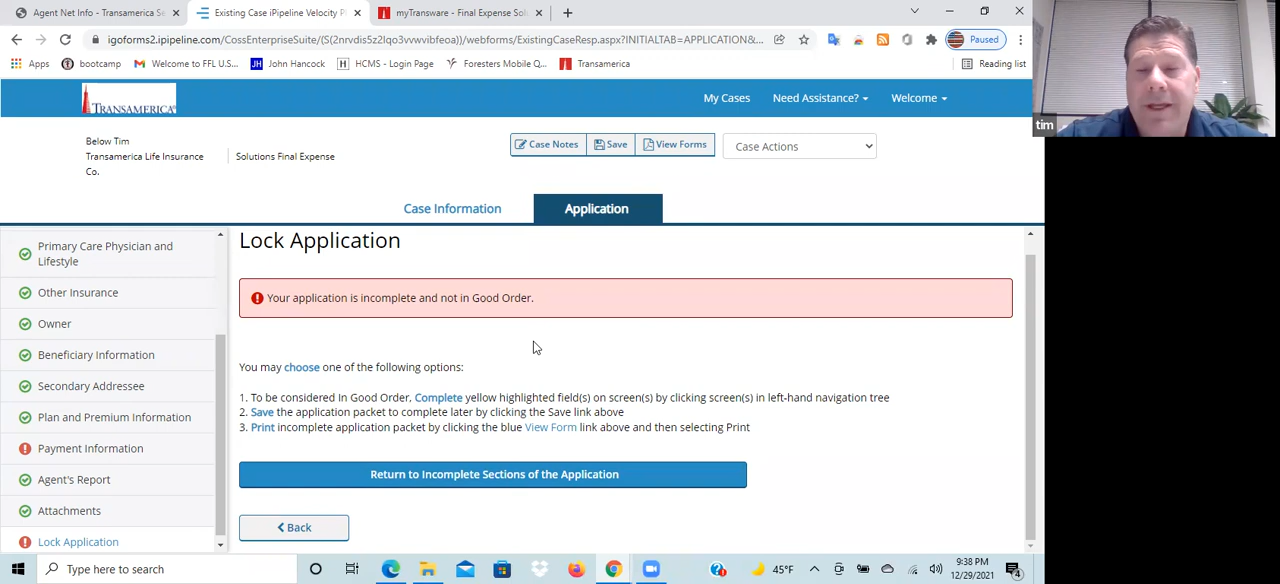 Agent Net Info - Transamerica Se
Existing Case iPipeline Velocity P
myTransware - Final Expense Solu
igoforms2.ipipeline.com/CossEnterpriseSuite/(S(2nrvdis5z2lqo3vwwvibfeoa))/webforms/ExistingCaseResp.aspx?INITIALTAB=APPLICATION&...
Paused
Apps
bootcamp
Welcome to FFL U.S...
John Hancock
HCMS - Login Page
Foresters Mobile Q...
Transamerica
Reading list
TRANSAMERICA
My Cases
Need Assistance?
Welcome
tim
Below Tim
Transamerica Life Insurance
Co.
Solutions Final Expense
Case Notes
Save
View Forms
Case Actions
Case Information
Application
Primary Care Physician and
Lifestyle
Other Insurance
Owner
Beneficiary Information
Secondary Addressee
Plan and Premium Information
Payment Information
Agent's Report
Attachments
Lock Application
Lock Application
Your application is incomplete and not in Good Order.
You may choose one of the following options:
1. To be considered In Good Order, Complete yellow highlighted field(s) on screen(s) by clicking screen(s) in left-hand navigation tree
2. Save the application packet to complete later by clicking the Save link above
3. Print incomplete application packet by clicking the blue View Form link above and then selecting Print
Return to Incomplete Sections of the Application
Back
Type here to search
45°F
9:38 PM
12/29/2021
4